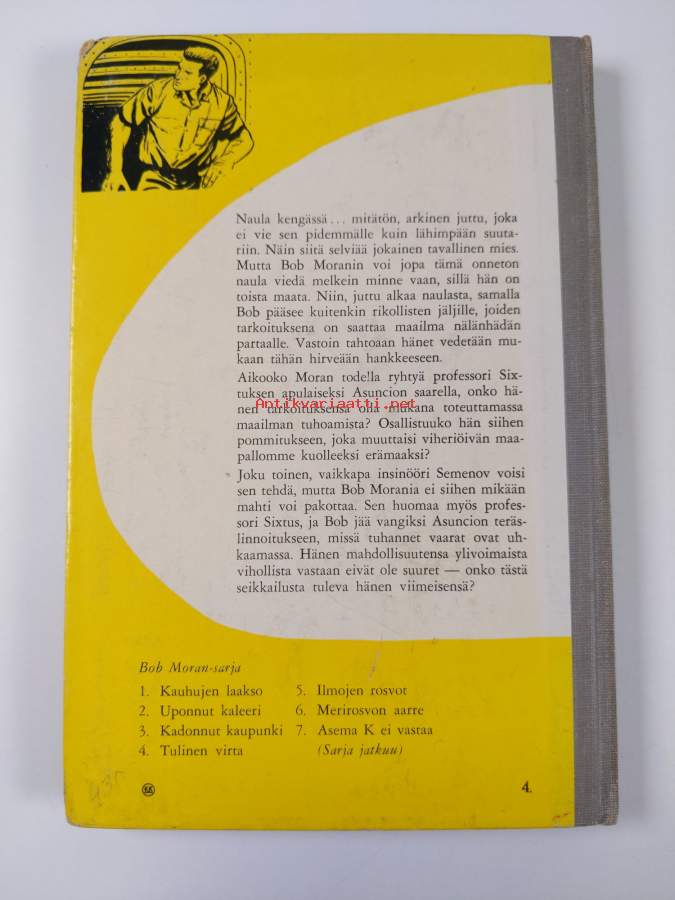 Naula kengässä... mitätön, arkinen juttu, joka
ei vie sen pidemmälle kuin lähimpään suuta-
riin. Näin siitä selviää jokainen tavallinen mies.
Mutta Bob Moranin voi jopa tämä onneton
naula viedä melkein minne vaan, sillä hän on
toista maata. Niin, juttu alkaa naulasta, samalla
Bob pääsee kuitenkin rikollisten jäljille, joiden
tarkoituksena on saattaa maailma nälänhädän
partaalle. Vastoin tahtoaan hänet vedetään mu-
kaan tähän hirveään hankkeeseen.
Aikooko Moran todella ryhtyä professori Six-
tuksen apulaiseksi Asuncion saarella, onko hä-
nen tarkoituksensa olla mukana toteuttamassa
Antikvariaatti.net
maailman tuhoamista? Osallistuuko hän siihen
pommitukseen, joka muuttaisi viheriöivän maa-
pallomme kuolleeksi erämaaksi?
Joku toinen, vaikkapa insinööri Semenov voisi
sen tehdä, mutta Bob Morania ei siihen mikään
mahti voi pakottaa. Sen huomaa myös profes-
sori Sixtus, ja Bob jää vangiksi Asuncion teräs-
linnoitukseen, missä tuhannet vaarat ovat uh-
kaamassa. Hänen mahdollisuutensa ylivoimaista
vihollista vastaan eivät ole suuret — onko tästä
seikkailusta tuleva hänen viimeisensä?
Bob Moran-sarja
1. Kauhujen laakso
2. Uponnut kaleeri
3. Kadonnut kaupunki
4. Tulinen virta
5. Ilmojen rosvot
6. Merirosvon aarre
7. Asema K ei vastaa
(Sarja jatkuu)
4.